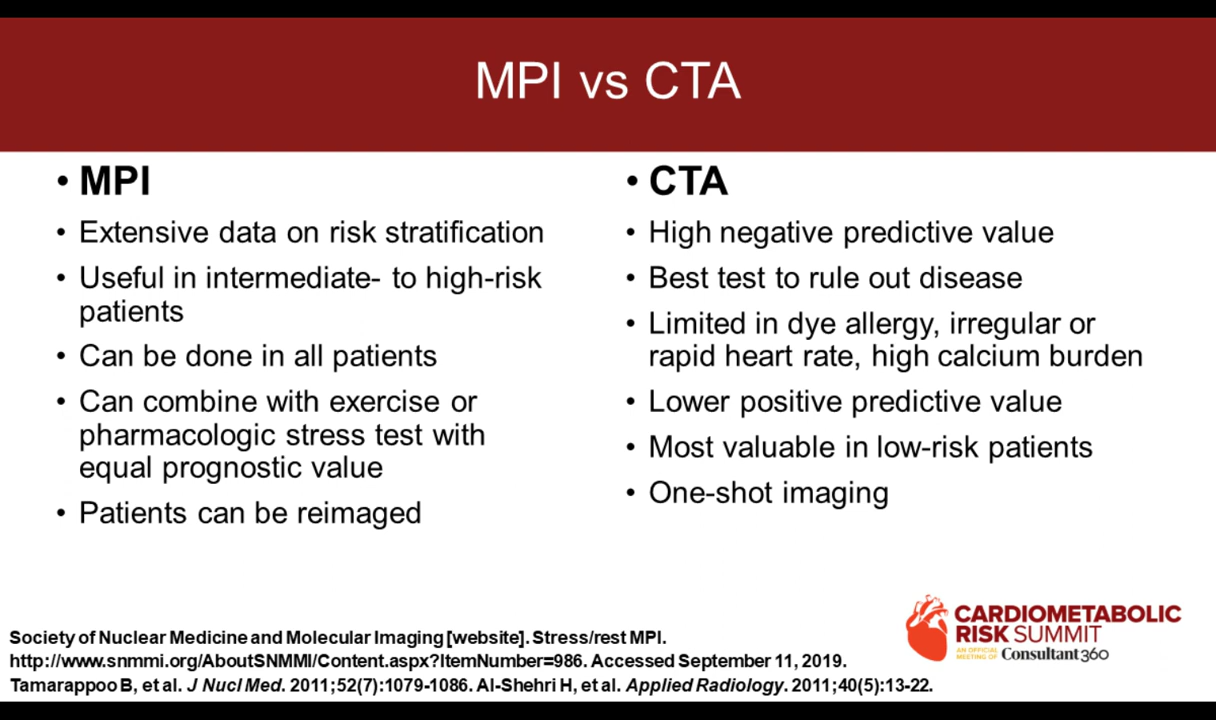 MPI vs CTA
• MPI
• Extensive data on risk stratification
• Useful in intermediate- to high-risk
patients
• Can be done in all patients
• Can combine with exercise or
pharmacologic stress test with
equal prognostic value
• Patients can be reimaged
• CTA
• High negative predictive value
• Best test to rule out disease
• Limited in dye allergy, irregular or
rapid heart rate, high calcium burden
• Lower positive predictive value
• Most valuable in low-risk patients
• One-shot imaging
Society of Nuclear Medicine and Molecular Imaging [website]. Stress/rest MPI.
http://www.snmmi.org/AboutSNMMI/Content.aspx?ItemNumber=986. Accessed September 11, 2019.
Tamarappoo B, et al. J Nucl Med. 2011;52(7):1079-1086. Al-Shehri H, et al. Applied Radiology. 2011;40(5):13-22.
CARDIOMETABOLIC
RISK SUMMIT
AN OFFICIAL
MEETING OF Consultant360